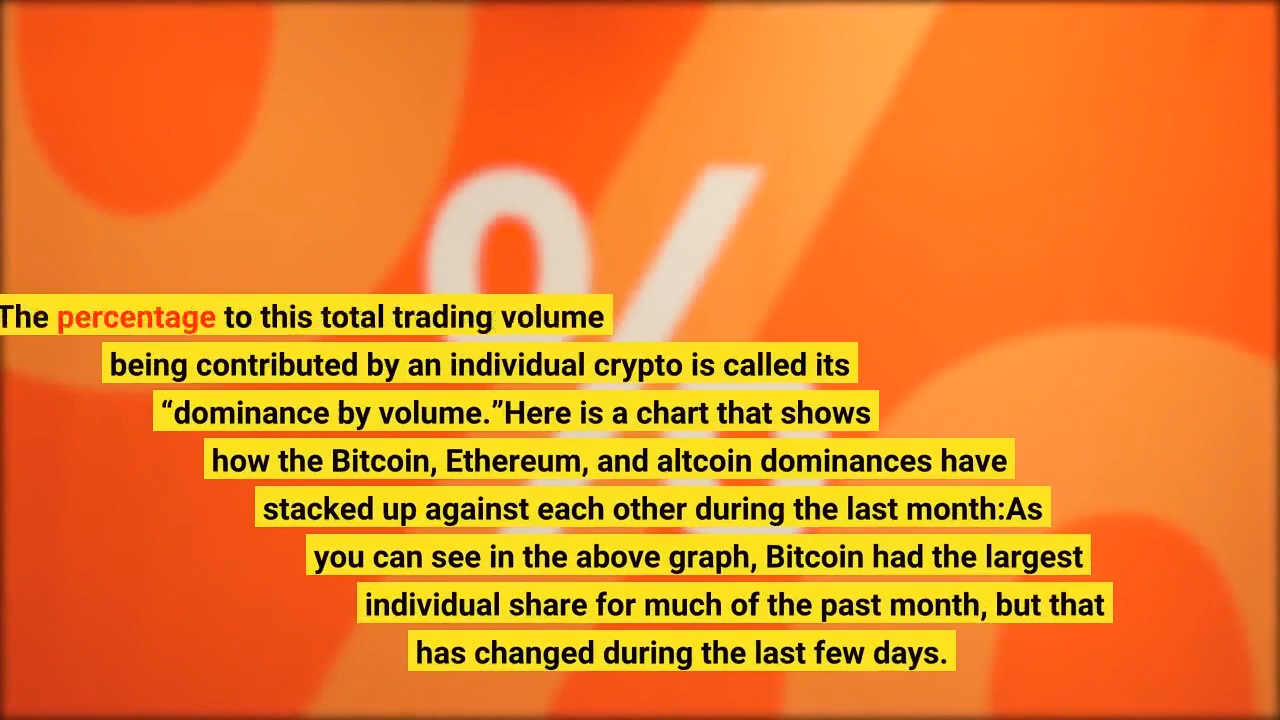 %
The percentage to this total trading volume
being contributed by an individual crypto is called its
“dominance by volume.”Here is a chart that shows
how the Bitcoin, Ethereum, and altcoin dominances have
stacked up against each other during the last month:As
you can see in the above graph, Bitcoin had the largest
individual share for much of the past month, but that
has changed during the last few days.